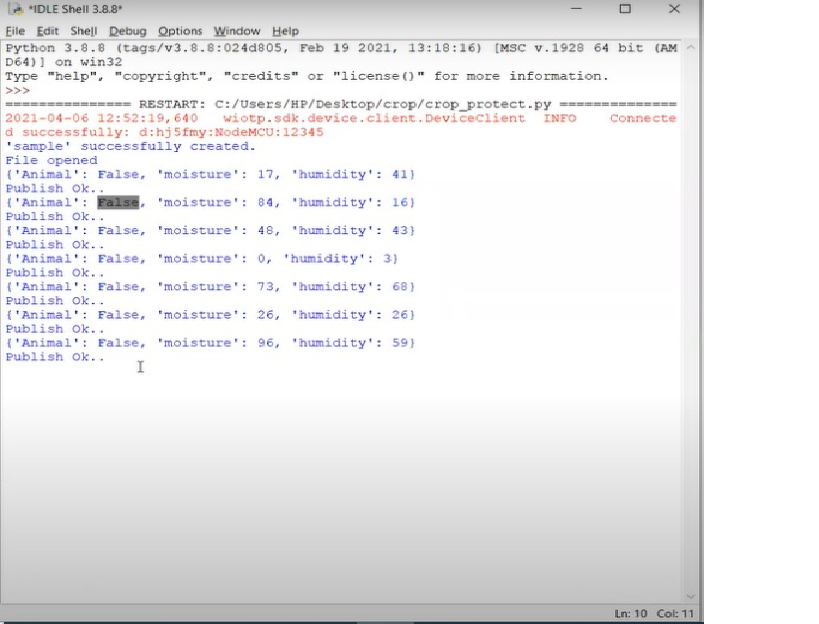 *IDLE Shell 3.8.8*
File Edit Shell Debug Options Window Help
Python 3.8.8 (tags/v3.8.8:024d805, Feb 19 2021, 13:18:16) [MSC v.1928 64 bit (AM
D64)] on win32
Type "help", "copyright", "credits" or "license()" for more information.
>>>
=============== RESTART: C:/Users/HP/Desktop/crop/crop_protect.py ==============
2021-04-06 12:52:19,640 wiotp.sdk.device.client.DeviceClient INFO Connecte
d successfully: d:hj5fmy:NodeMCU:12345
'sample' successfully created.
File opened
{'Animal': False, 'moisture': 17, 'humidity': 41}
Publish Ok..
{'Animal': False, 'moisture': 84, 'humidity': 16}
Publish Ok..
{'Animal': False, 'moisture': 48, 'humidity': 43}
Publish Ok..
{'Animal': False, 'moisture': 0, 'humidity': 3}
Publish Ok..
{'Animal': False, 'moisture': 73, 'humidity': 68}
Publish Ok..
{'Animal': False, 'moisture': 26, 'humidity': 26}
Publish Ok..
{'Animal': False, 'moisture': 96, 'humidity': 59}
Publish Ok..
Ln: 10 Col: 11